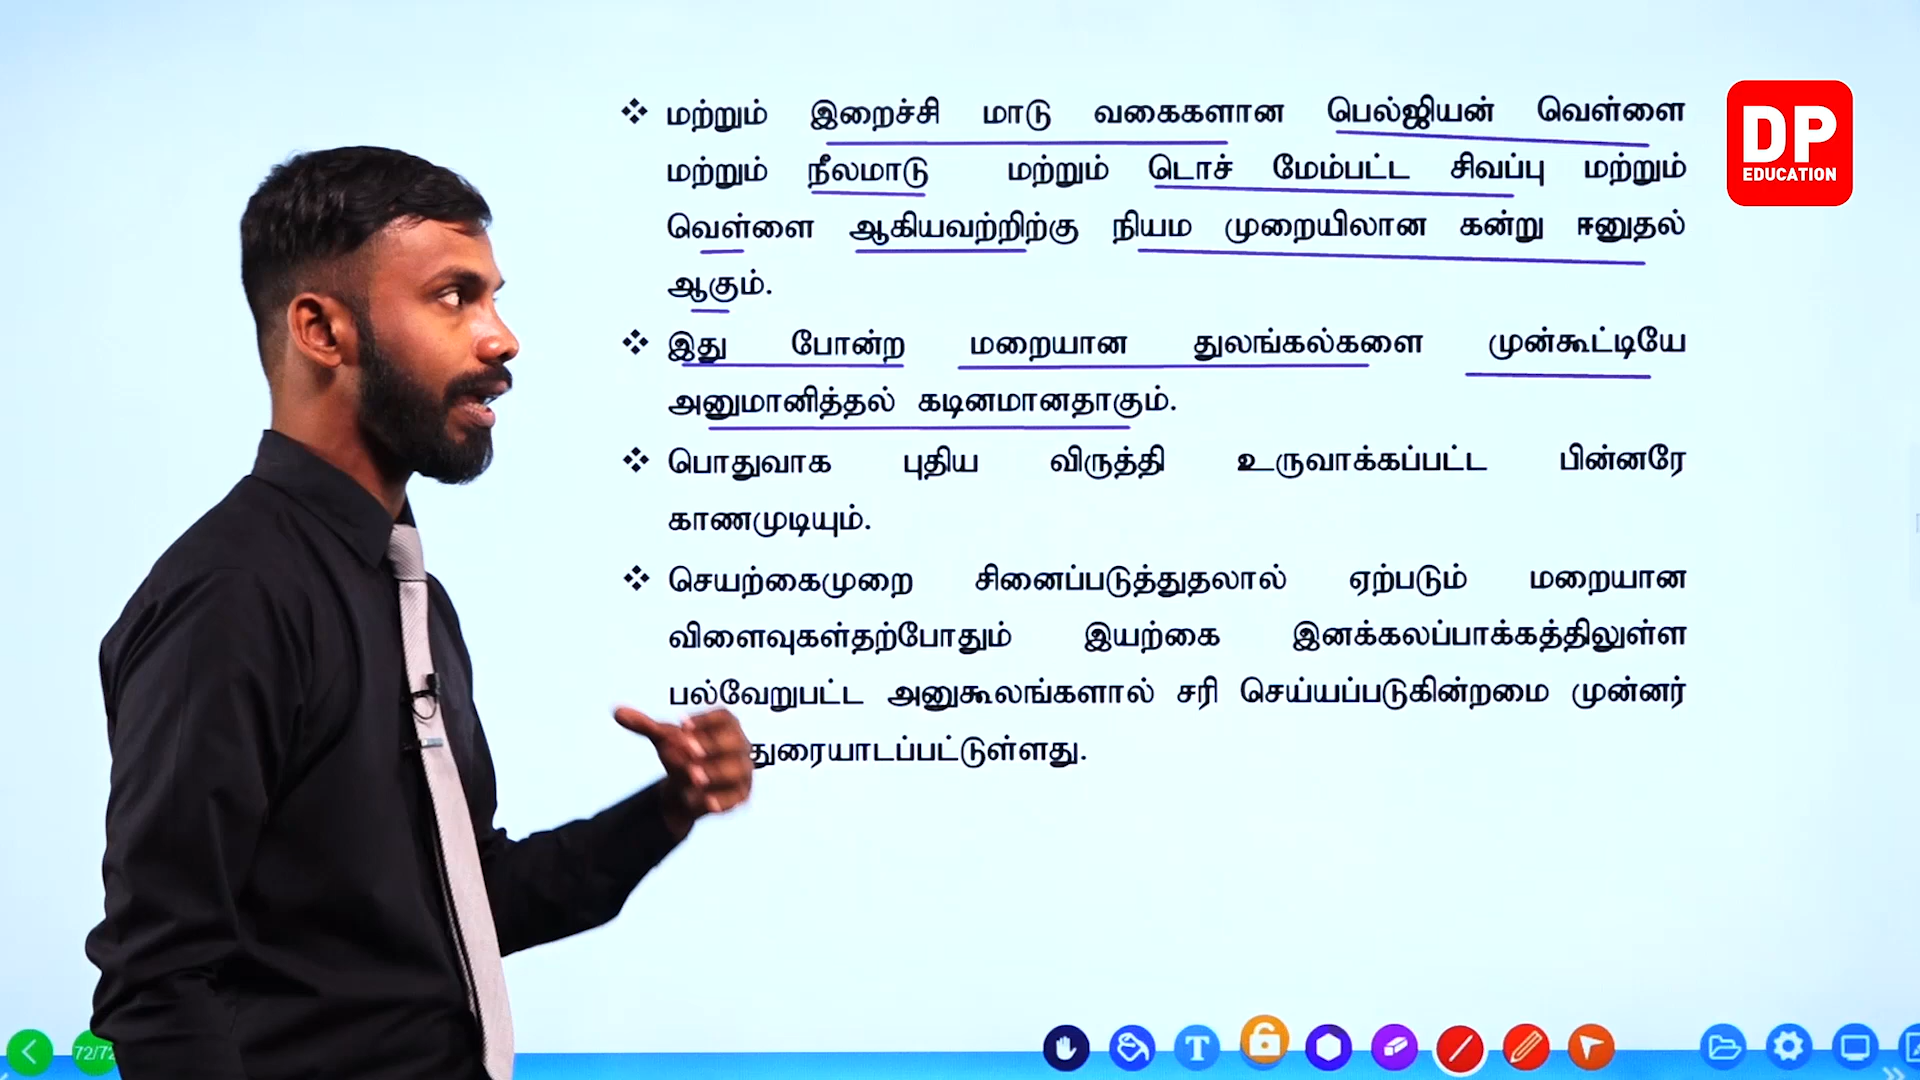 ❖ மற்றும் இறைச்சி மாடு வகைகளான பெல்ஜியன் வெள்ளை
மற்றும் நீலமாடு மற்றும் டொச் மேம்பட்ட சிவப்பு மற்றும்
வெள்ளை ஆகியவற்றிற்கு நியம முறையிலான கன்று ஈனுதல்
ஆகும்.
❖ இது போன்ற மறையான துலங்கல்களை முன்கூட்டியே
அனுமானித்தல் கடினமானதாகும்.
❖ பொதுவாக புதிய விருத்தி உருவாக்கப்பட்ட பின்னரே
காணமுடியும்.
❖ செயற்கைமுறை சினைப்படுத்துதலால் ஏற்படும் மறையான
விளைவுகள்தற்போதும் இயற்கை இனக்கலப்பாக்கத்திலுள்ள
பல்வேறுபட்ட அனுகூலங்களால் சரி செய்யப்படுகின்றமை முன்னர்
துரையாடப்பட்டுள்ளது.
DP
EDUCATION
72/72
T